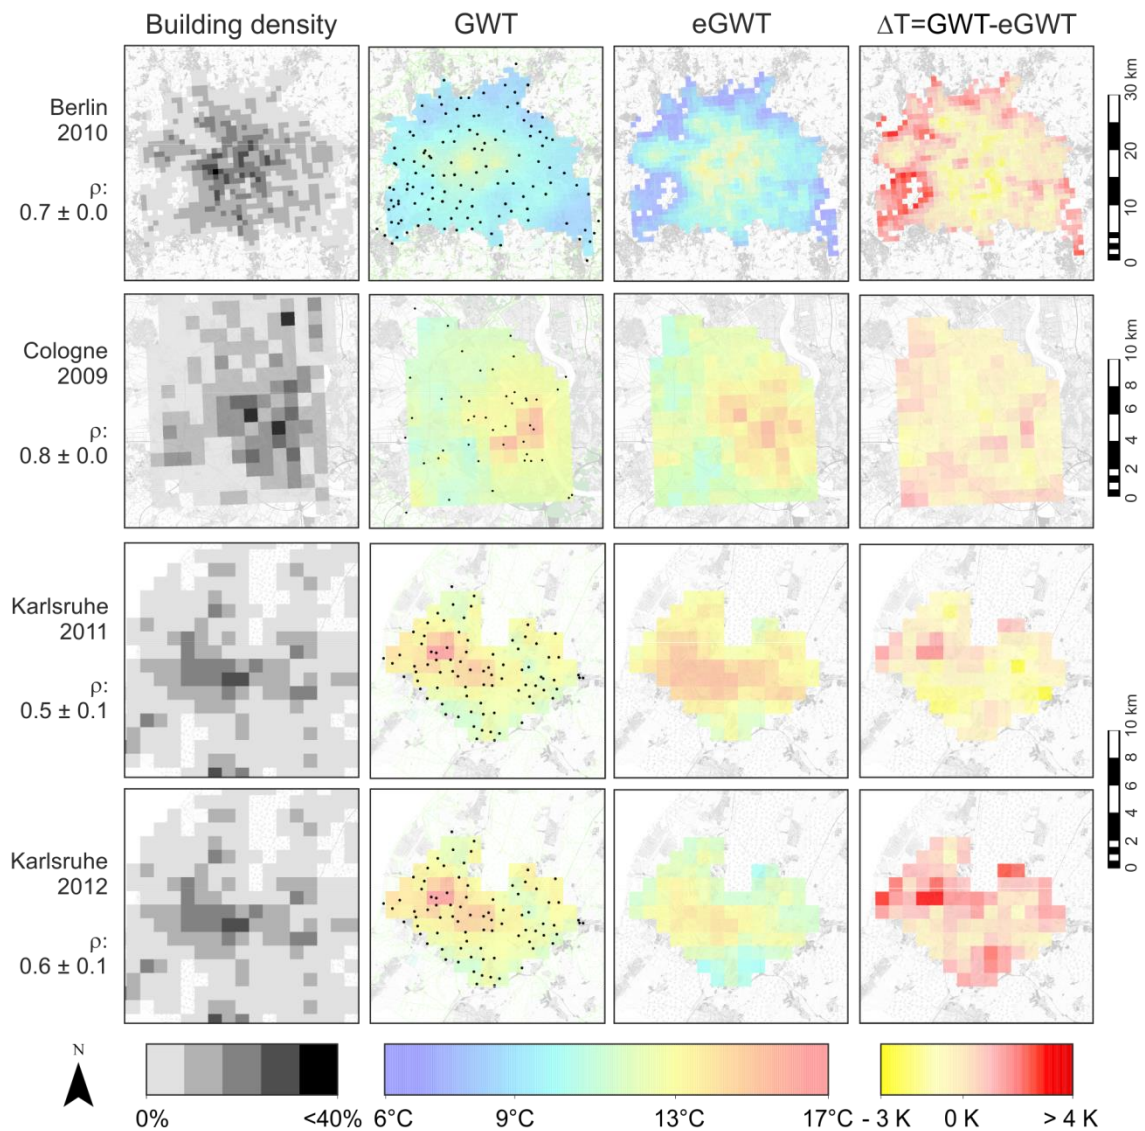 Building density
GWT
eGWT
ΔT=GWT-eGWT
Berlin
2010
ρ:
0.7 ± 0.0
30 km
20
10
0
Cologne
2009
ρ:
0.8 ± 0.0
10 km
8
6
4
2
0
Karlsruhe
2011
ρ:
0.5 ± 0.1
Karlsruhe
2012
ρ:
0.6 ± 0.1
10 km
8
6
4
2
0
N
0%
<40%
6°C
9°C
13°C
17°C
- 3 K
0 K
> 4 K